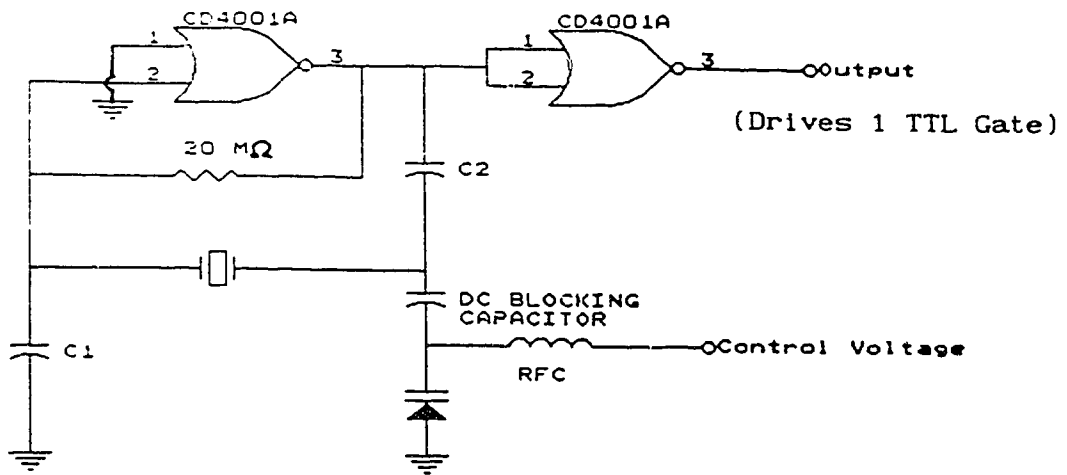 CD4001A
CD4001A
1
2
3
1
2
3
Output
(Drives 1 TTL Gate)
20 MΩ
C2
DC BLOCKING
CAPACITOR
C1
Control Voltage
RFC